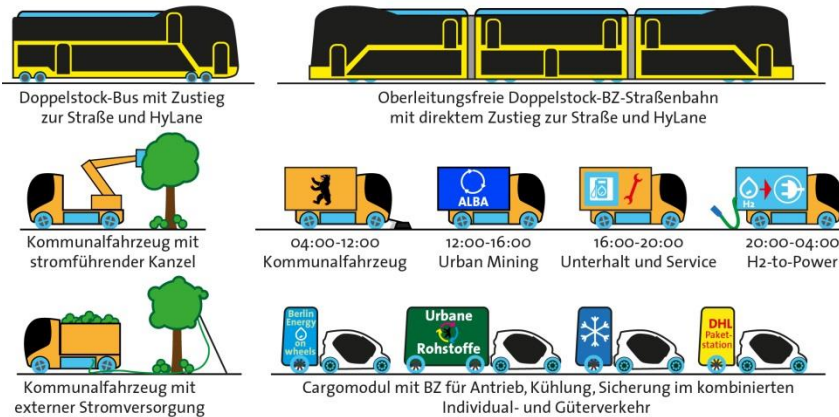 Doppelstock-Bus mit Zustieg
zur Straße und HyLane
Oberleitungsfreie Doppelstock-BZ-Straßenbahn
mit direktem Zustieg zur Straße und HyLane
Kommunalfahrzeug mit
stromführender Kanzel
ALBA
H2
04:00-12:00
Kommunalfahrzeug
12:00-16:00
Urban Mining
16:00-20:00
Unterhalt und Service
20:00-04:00
H2-to-Power
Kommunalfahrzeug mit
externer Stromversorgung
Berlin
Energy
on
wheels
Urbane
Rohstoffe
DHL
Paket-
station
Cargomodul mit BZ für Antrieb, Kühlung, Sicherung im kombinierten
Individual- und Güterverkehr